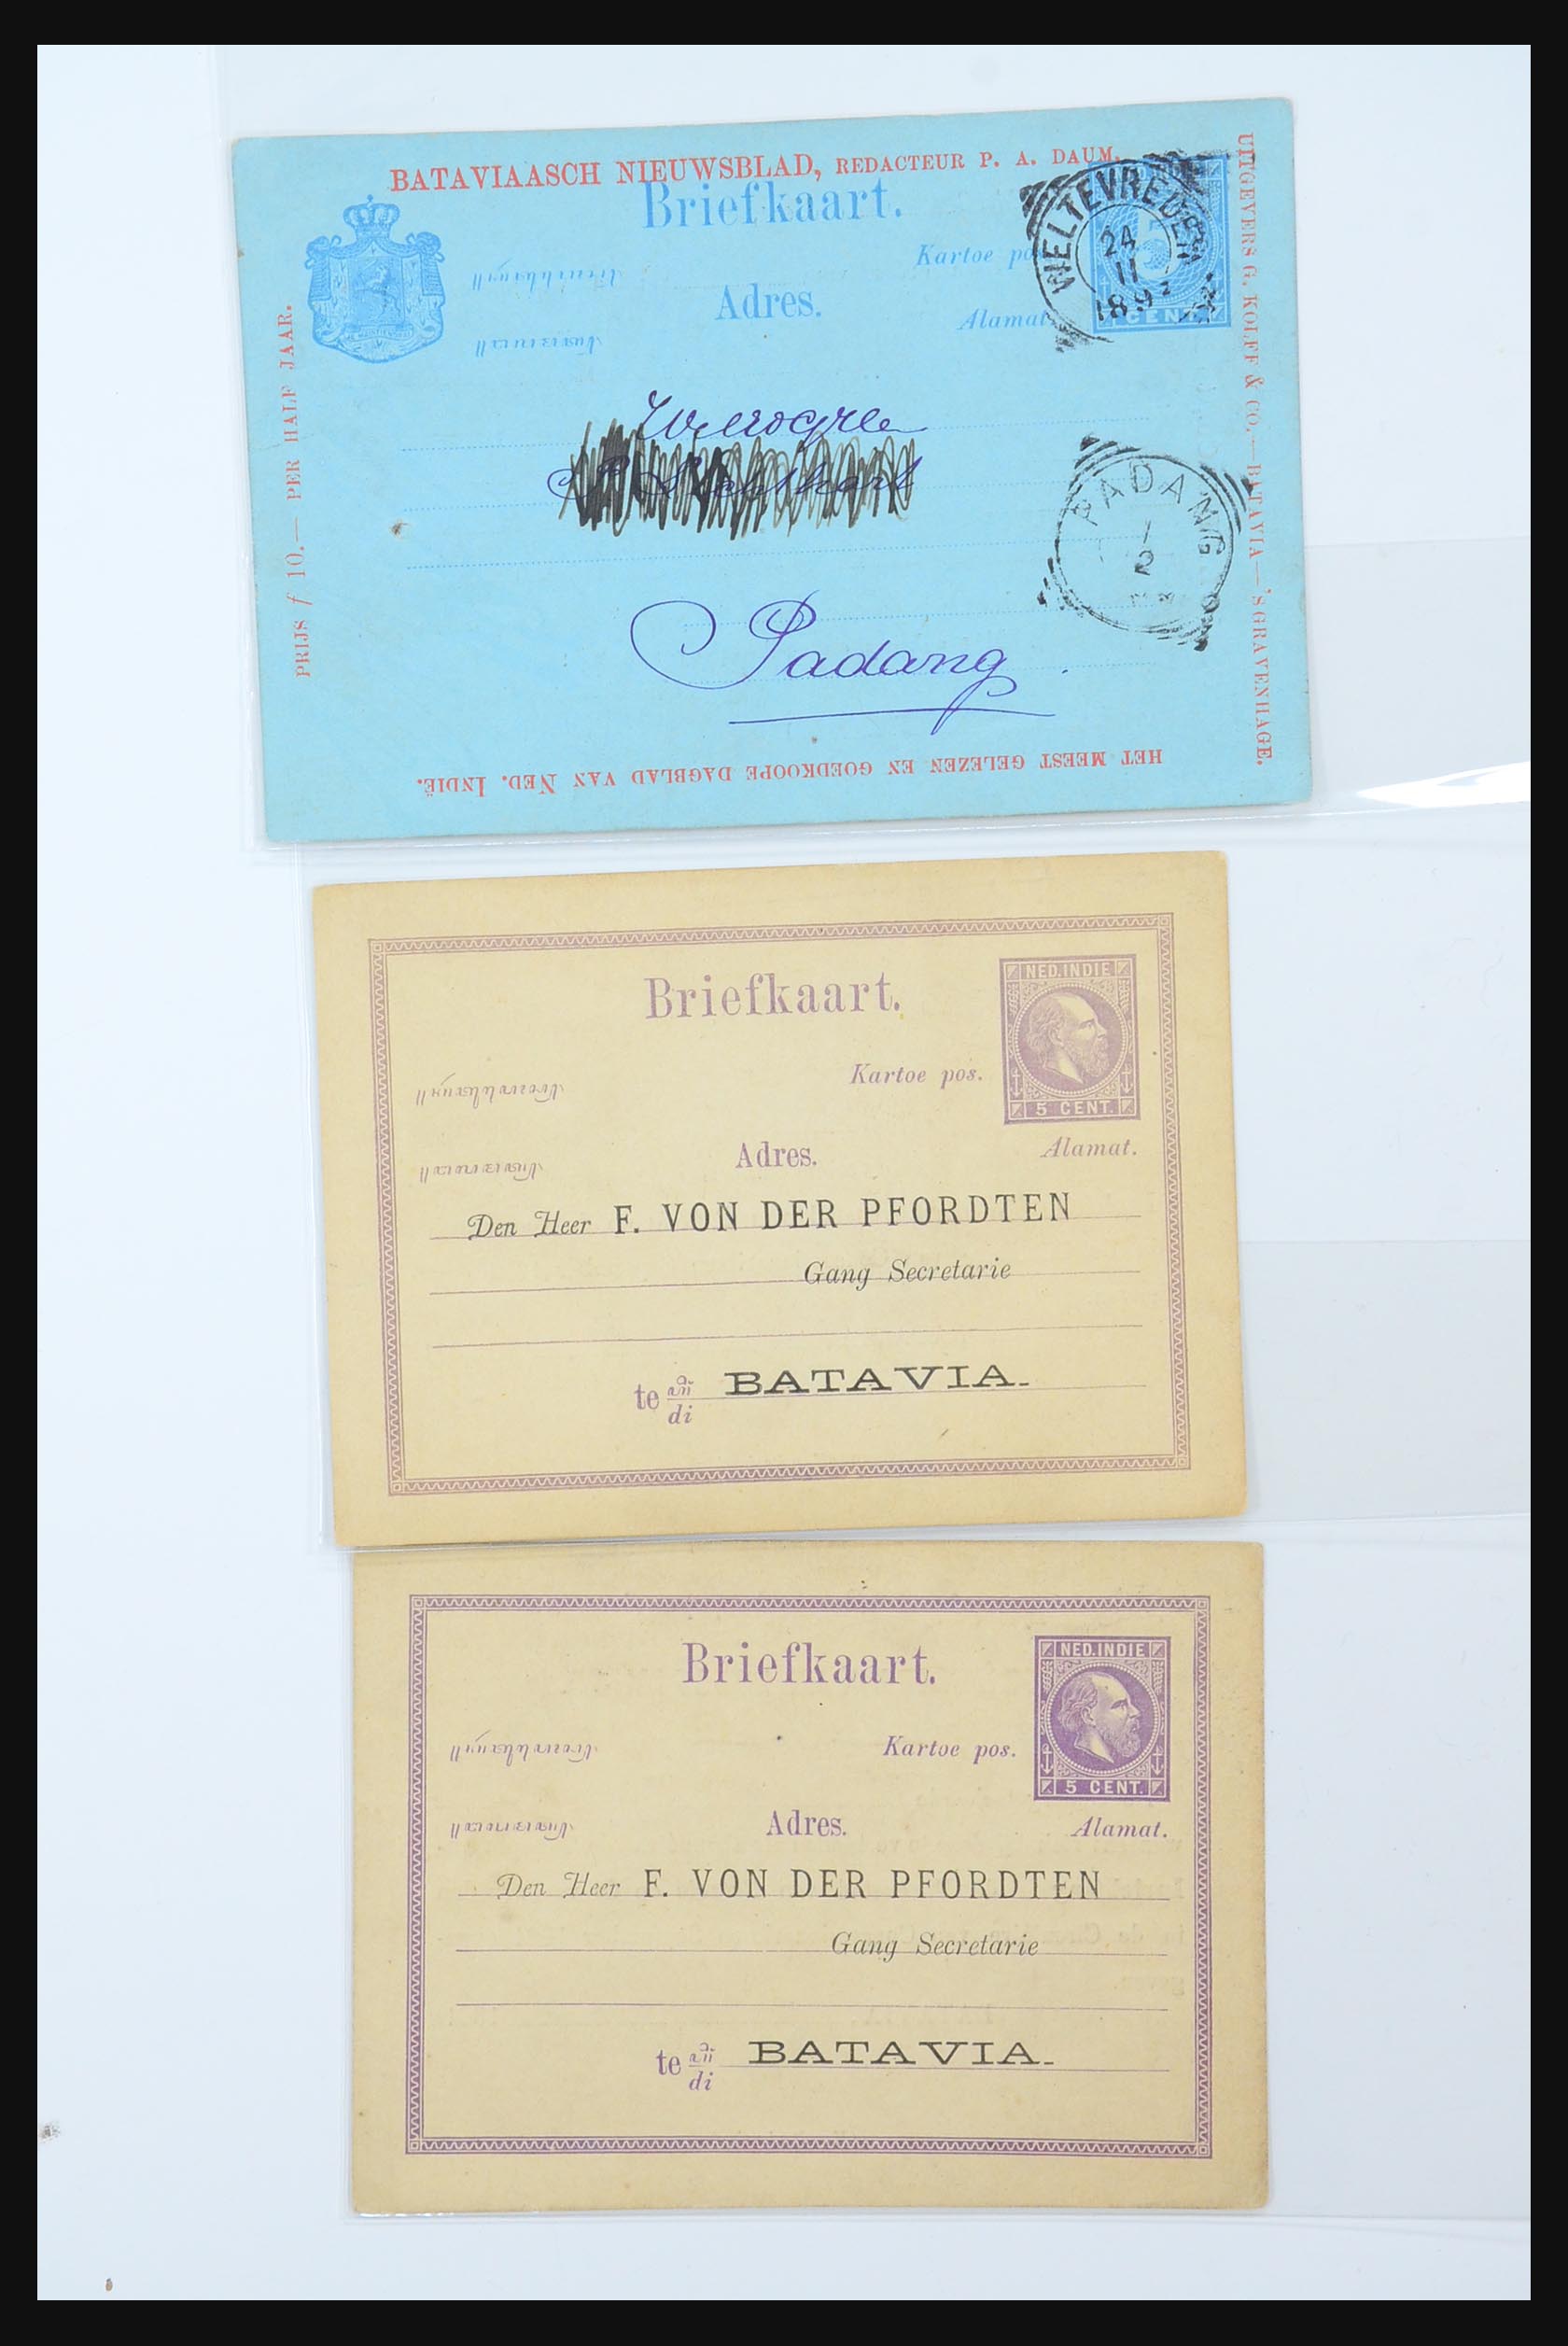 BATAVIAASCH NIEUWSBLAD, REDACTEUR P. A. DAUM.
Briefkaart.
Kartoe
Adres.
Alamat
CENT
WELTEVREDEN
24
11
189
PADANG
2
Padang
PRIJS f 10.— PER HALF JAAR.
UITGEVERS G. KOLFF & CO.—BATAVIA—'S GRAVENHAGE.
HET MEEST GELEZEN EN GOEDKOOPE DAGBLAD VAN NED. INDIË.
Briefkaart.
NED. INDIE
5 CENT.
Kartoe pos.
Adres.
Alamat.
Den Heer F. VON DER PFORDTEN
Gang Secretarie
te di BATAVIA.
Briefkaart.
NED. INDIE
5 CENT.
Kartoe pos.
Adres.
Alamat.
Den Heer F. VON DER PFORDTEN
Gang Secretarie
te di BATAVIA.